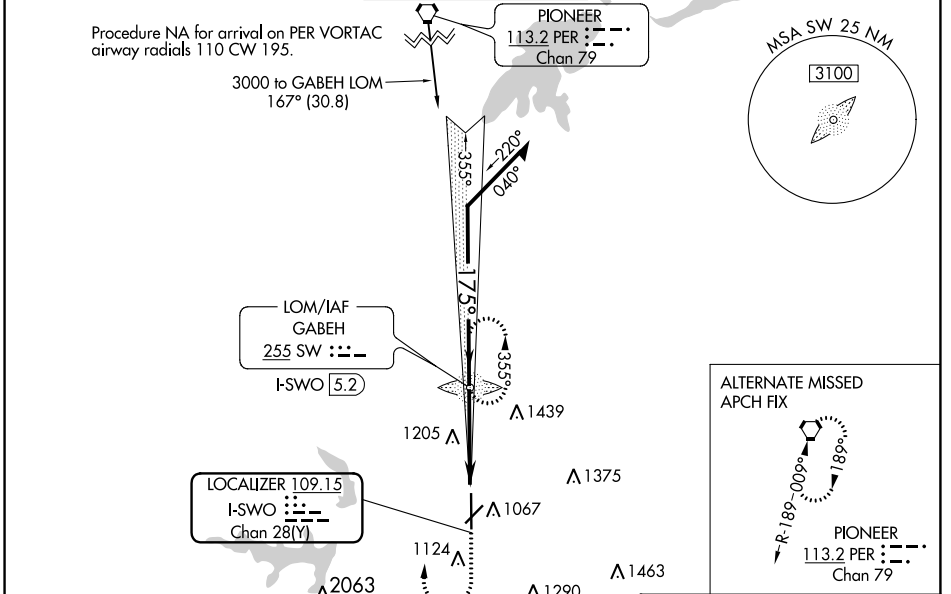 Procedure NA for arrival on PER VORTAC
airway radials 110 CW 195.
PIONEER
113.2 PER
Chan 79
3000 to GABEH LOM
167° (30.8)
MSA SW 25 NM
3100
355°
220°
040°
175°
LOM/IAF
GABEH
255 SW
I-SWO 5.2
355°
1439
1205
1375
LOCALIZER 109.15
I-SWO
Chan 28(Y)
1067
1124
2063
1290
1463
ALTERNATE MISSED
APCH FIX
R-189
009°
189°
PIONEER
113.2 PER
Chan 79